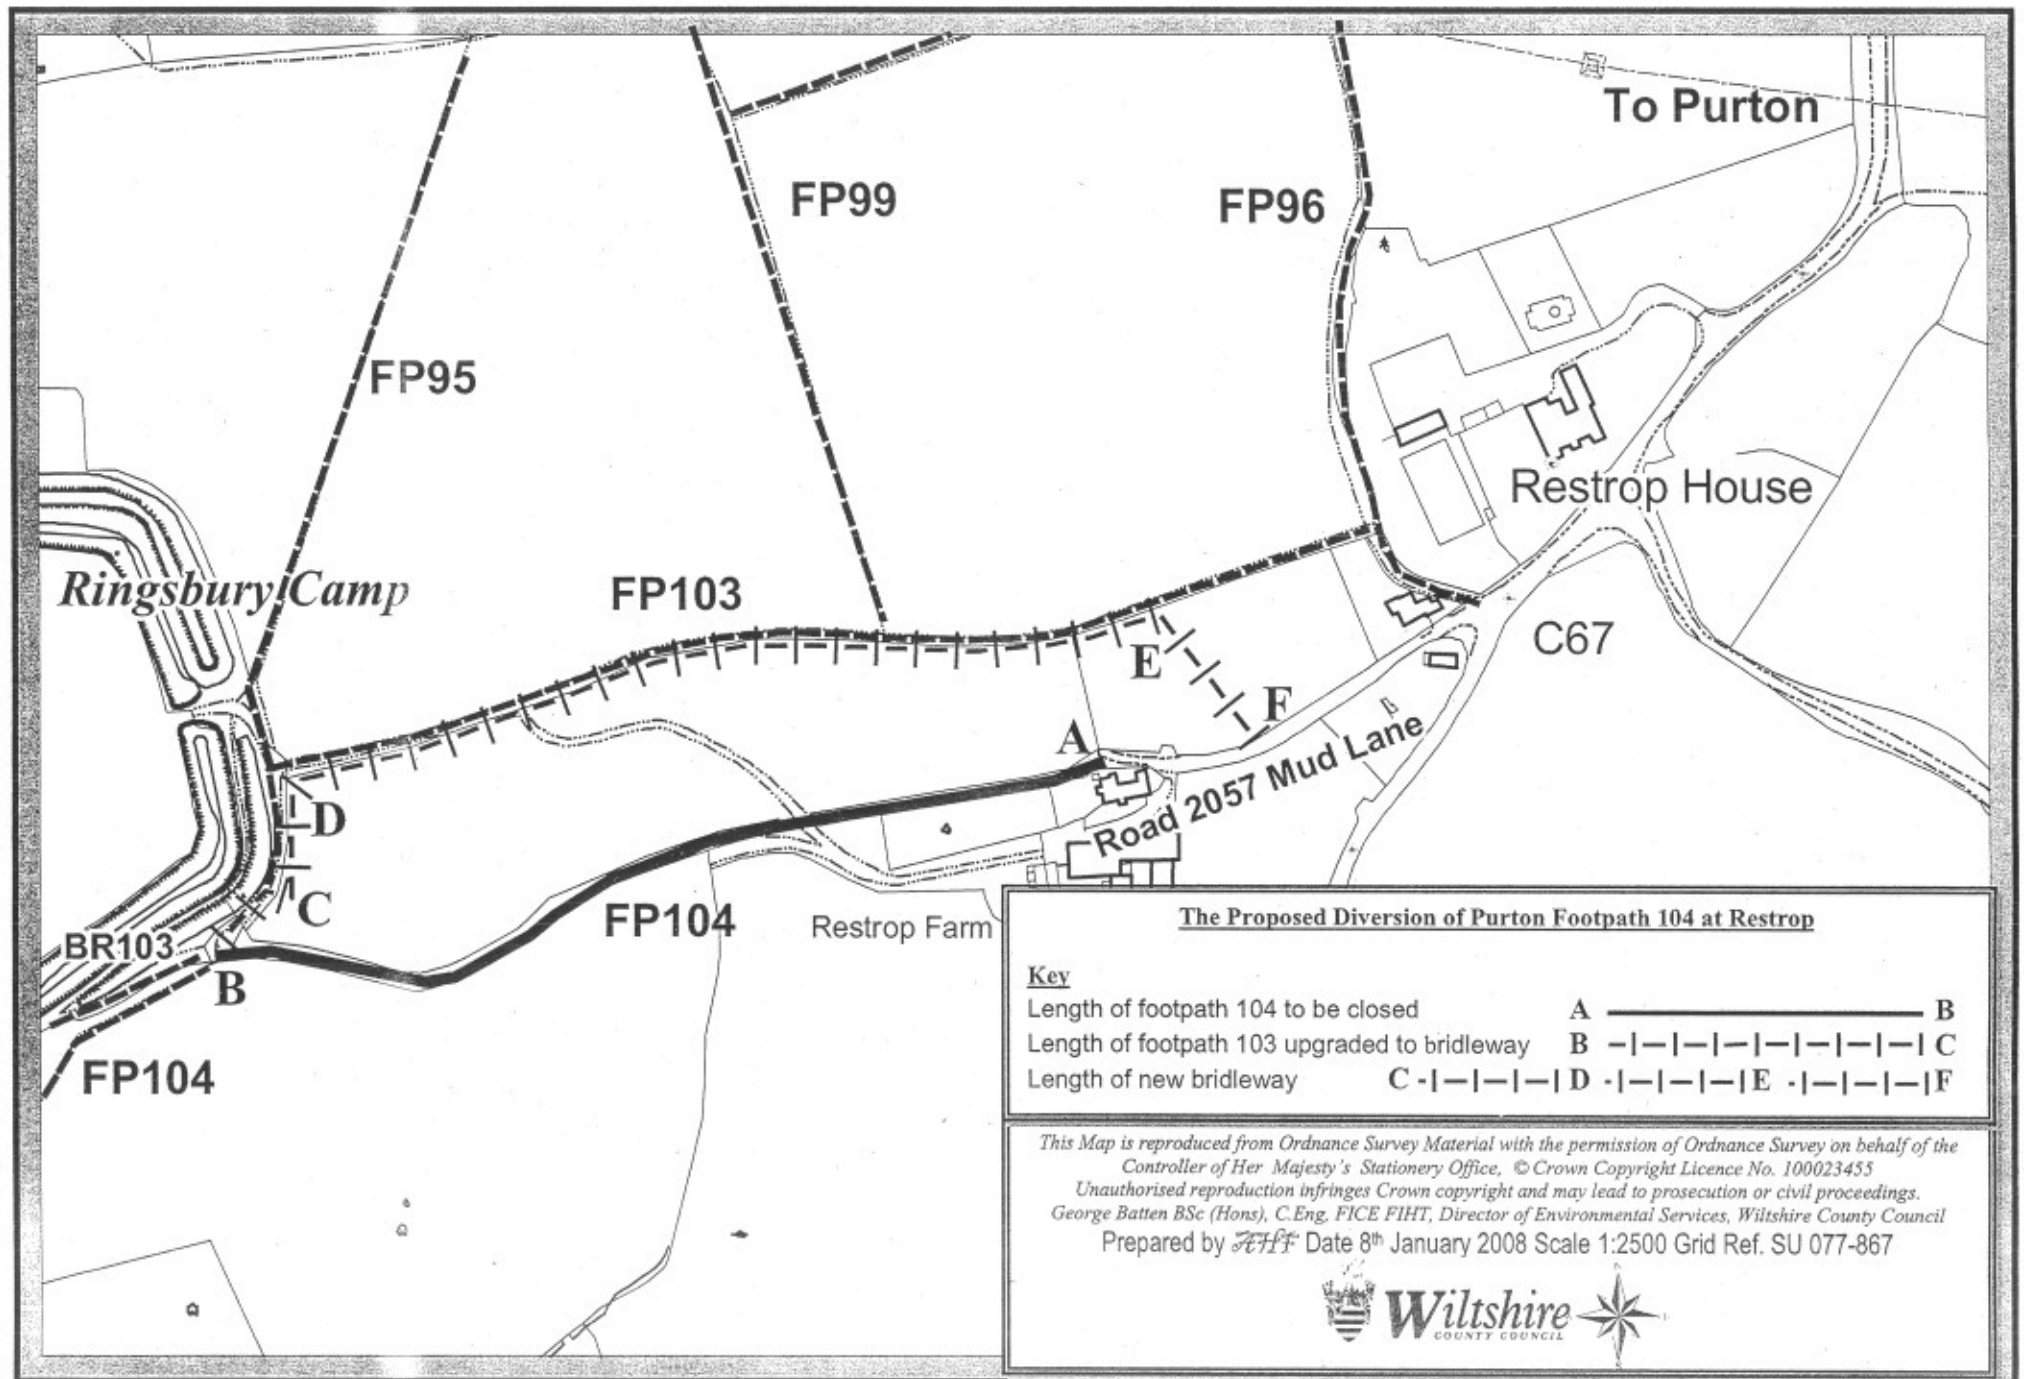 To Purton
FP99
FP96
FP95
Restrop House
Ringsbury Camp
FP103
C67
E
F
A
Road 2057 Mud Lane
D
C
FP104
Restrop Farm
BR103
B
FP104
The Proposed Diversion of Purton Footpath 104 at Restrop
Key
Length of footpath 104 to be closed A B
Length of footpath 103 upgraded to bridleway B C
Length of new bridleway C D E F
This Map is reproduced from Ordnance Survey Material with the permission of Ordnance Survey on behalf of the
Controller of Her Majesty's Stationery Office, © Crown Copyright Licence No. 100023455
Unauthorised reproduction infringes Crown copyright and may lead to prosecution or civil proceedings.
George Batten BSc (Hons), C.Eng, FICE FIHT, Director of Environmental Services, Wiltshire County Council
Prepared by AHF Date 8th January 2008 Scale 1:2500 Grid Ref. SU 077-867
Wiltshire
COUNTY COUNCIL